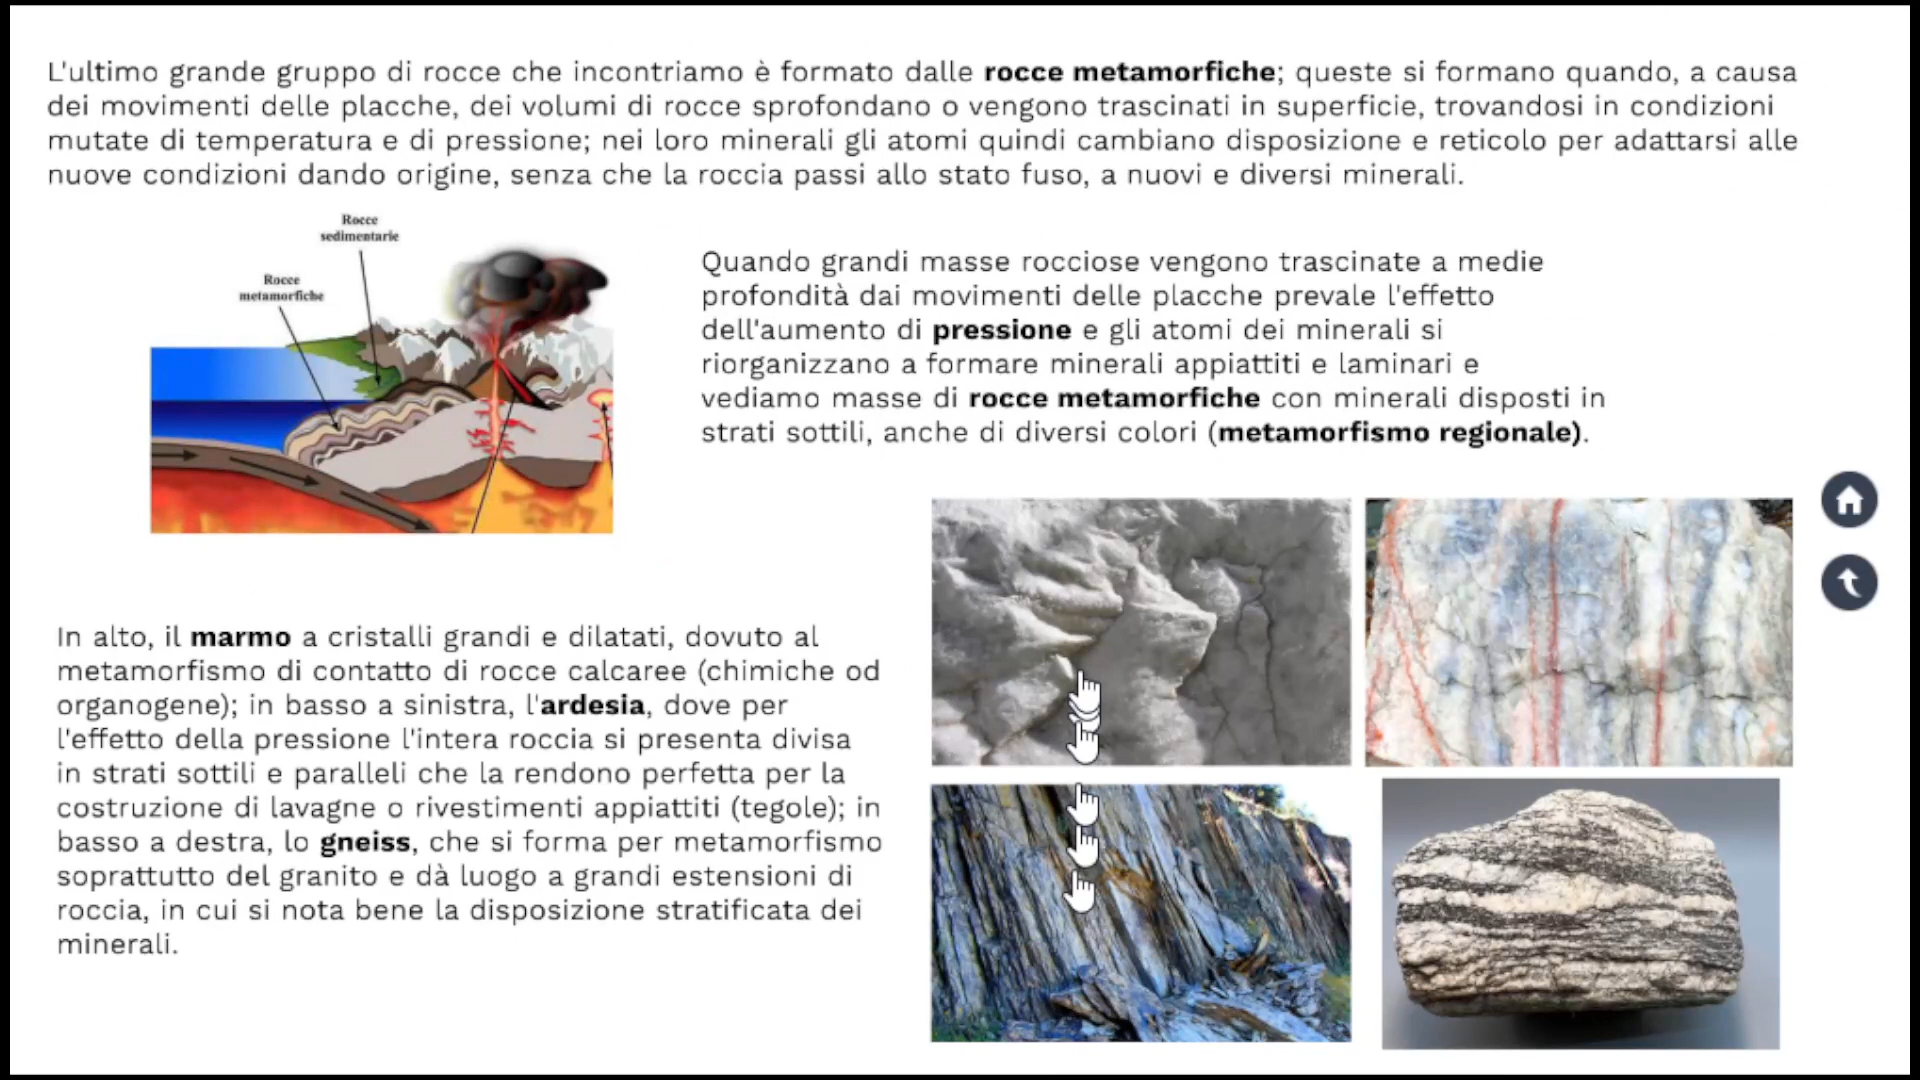 L'ultimo grande gruppo di rocce che incontriamo è formato dalle rocce metamorfiche; queste si formano quando, a causa
dei movimenti delle placche, dei volumi di rocce sprofondano o vengono trascinati in superficie, trovandosi in condizioni
mutate di temperatura e di pressione; nei loro minerali gli atomi quindi cambiano disposizione e reticolo per adattarsi alle
nuove condizioni dando origine, senza che la roccia passi allo stato fuso, a nuovi e diversi minerali.
Rocce
sedimentarie
Rocce
metamorfiche
Quando grandi masse rocciose vengono trascinate a medie
profondità dai movimenti delle placche prevale l'effetto
dell'aumento di pressione e gli atomi dei minerali si
riorganizzano a formare minerali appiattiti e laminari e
vediamo masse di rocce metamorfiche con minerali disposti in
strati sottili, anche di diversi colori (metamorfismo regionale).
In alto, il marmo a cristalli grandi e dilatati, dovuto al
metamorfismo di contatto di rocce calcaree (chimiche od
organogene); in basso a sinistra, l'ardesia, dove per
l'effetto della pressione l'intera roccia si presenta divisa
in strati sottili e paralleli che la rendono perfetta per la
costruzione di lavagne o rivestimenti appiattiti (tegole); in
basso a destra, lo gneiss, che si forma per metamorfismo
soprattutto del granito e dà luogo a grandi estensioni di
roccia, in cui si nota bene la disposizione stratificata dei
minerali.